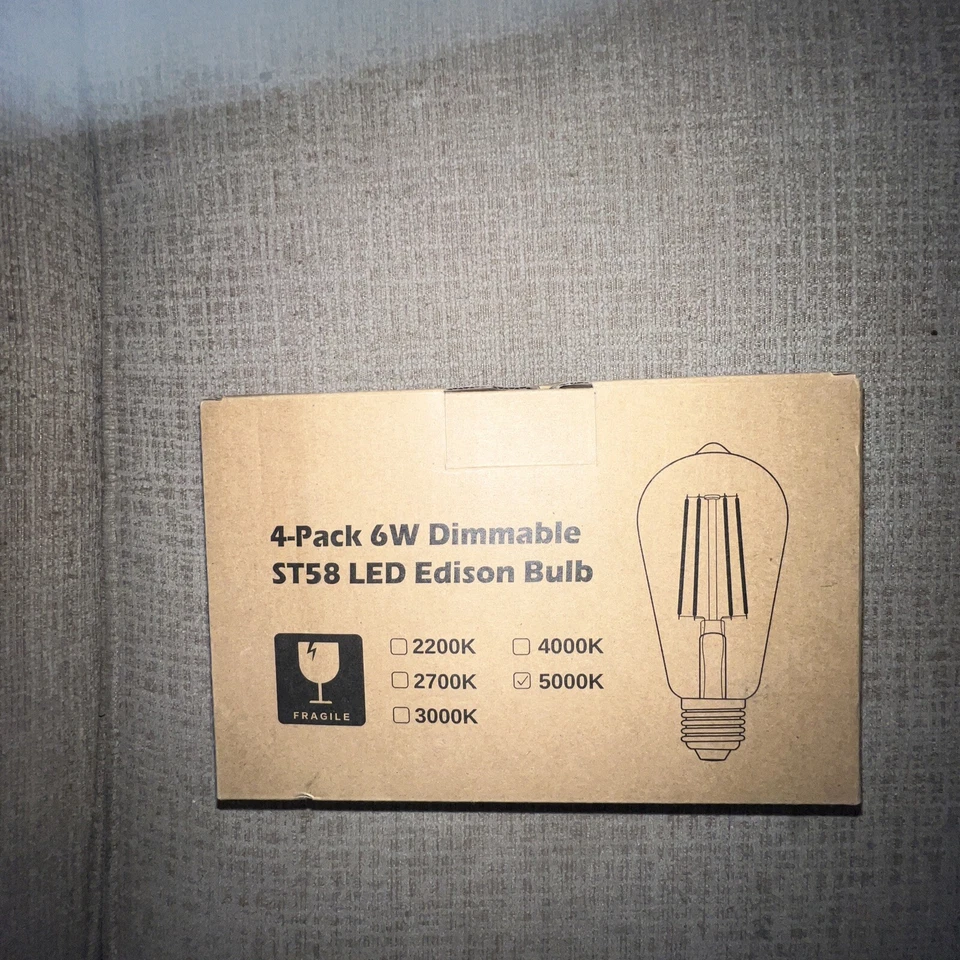 4-Pack 6W Dimmable
ST58 LED Edison Bulb
FRAGILE
2200K
2700K
3000K
4000K
5000K